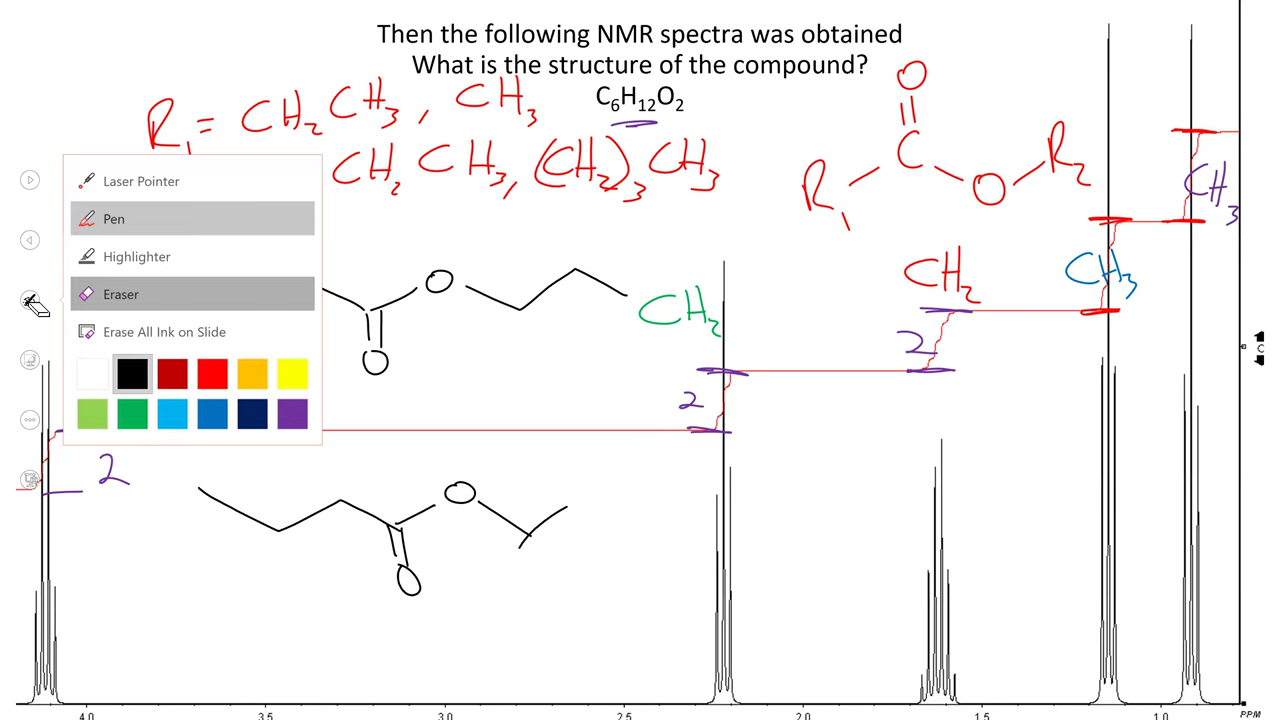 Then the following NMR spectra was obtained
What is the structure of the compound?
C₆H₁₂O₂
R₁ = CH₂CH₃, CH₃
CH₂CH₃, (CH₂)₃CH₃
O
R₁ C O R₂
Laser Pointer
Pen
Highlighter
Eraser
Erase All Ink on Slide
O
O
CH₂
CH₂
CH₃
CH₃
2
2
2
O
O
4.0 3.5 3.0 2.5 2.0 1.5 1.0 PPM